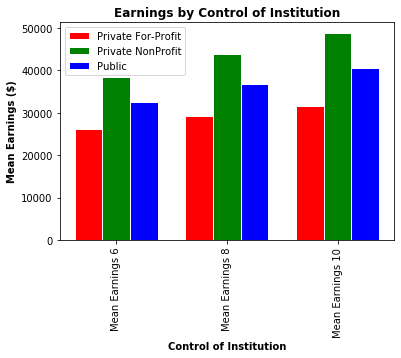 Earnings by Control of Institution
Private For-Profit
Private NonProfit
Public
Mean Earnings ($)
50000
40000
30000
20000
10000
0
Mean Earnings 6
Mean Earnings 8
Mean Earnings 10
Control of Institution